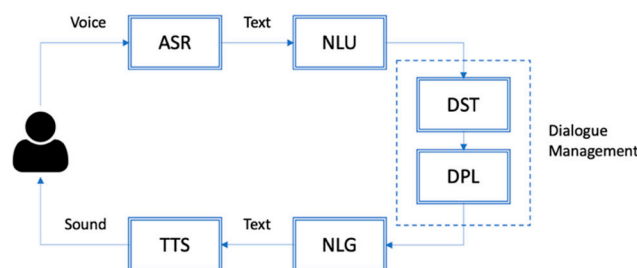 Voice
ASR
Text
NLU
DST
DPL
Dialogue
Management
Sound
TTS
Text
NLG